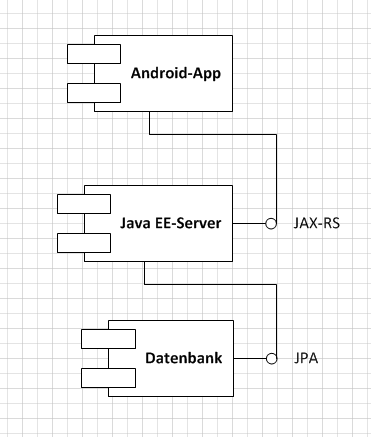 Android-App
Java EE-Server
JAX-RS
Datenbank
JPA